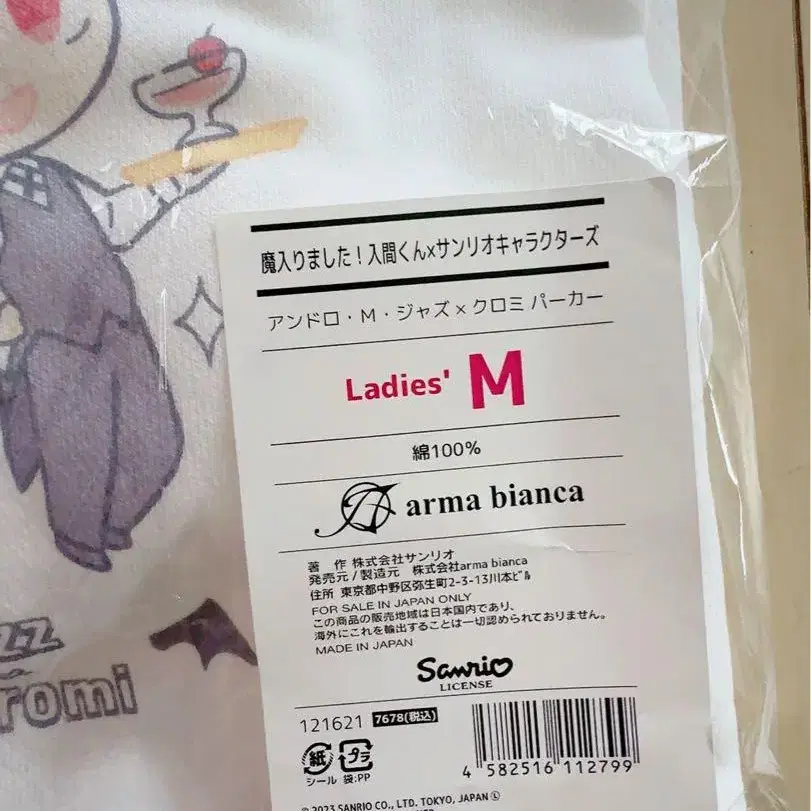 魔入りました！入間くん×サンリオキャラクターズ
アンドロ・M・ジャズ×クロミ パーカー
Ladies' M
綿100%
arma bianca
著　作 株式会社サンリオ
発売元/製造元　株式会社arma bianca
住所　東京都中野区弥生町2-3-13川本ビル
FOR SALE IN JAPAN ONLY
この商品の販売地域は日本国内であり、
海外にこれを輸出することは一切認められておりません。
MADE IN JAPAN
Sanrio
LICENSE
121621 7678(税込)
紙 プラ
シール 袋:PP
4 582516 112799
© 2023 SANRIO CO., LTD. TOKYO, JAPAN Ⓛ
zz
romi